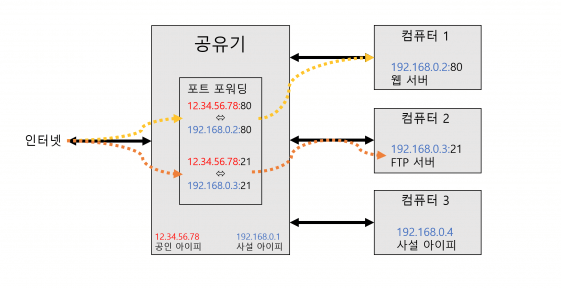 공유기
포트 포워딩
12.34.56.78:80
⇔
192.168.0.2:80
12.34.56.78:21
⇔
192.168.0.3:21
12.34.56.78
공인 아이피
192.168.0.1
사설 아이피
인터넷
컴퓨터 1
192.168.0.2:80
웹 서버
컴퓨터 2
192.168.0.3:21
FTP 서버
컴퓨터 3
192.168.0.4
사설 아이피